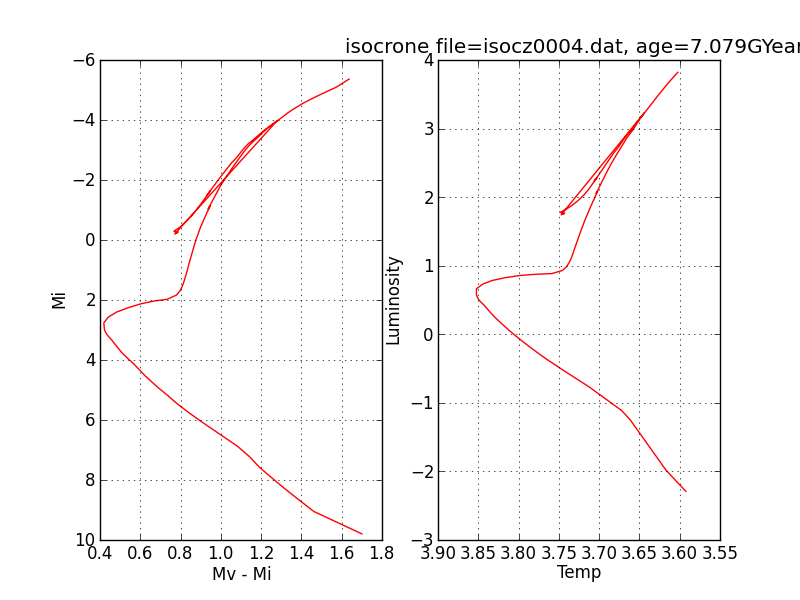 isocrone file=isocz0004.dat, age=7.079GYear
−6
−4
−2
0
2
4
6
8
10
Mi
0.4 0.6 0.8 1.0 1.2 1.4 1.6 1.8
Mv - Mi
4
3
2
1
0
−1
−2
−3
Luminosity
3.90 3.85 3.80 3.75 3.70 3.65 3.60 3.55
Temp